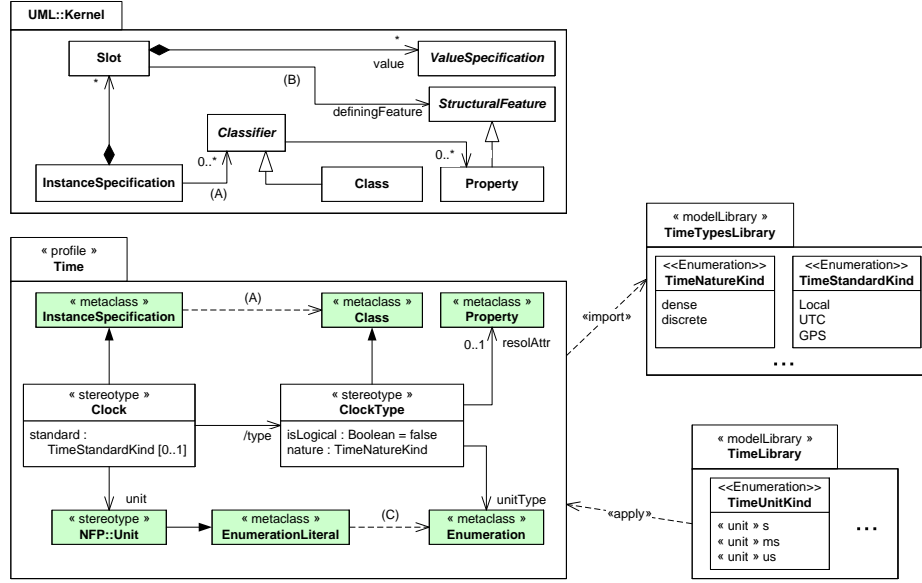 UML::Kernel
Slot
*
value
ValueSpecification
(B)
*
definingFeature
StructuralFeature
Classifier
0..*
0..*
InstanceSpecification
(A)
Class
Property
« profile »
Time
« metaclass »
InstanceSpecification
(A)
« metaclass »
Class
« metaclass »
Property
0..1
resolAttr
« stereotype »
Clock
standard :
TimeStandardKind [0..1]
/type
« stereotype »
ClockType
isLogical : Boolean = false
nature : TimeNatureKind
unit
unitType
« stereotype »
NFP::Unit
« metaclass »
EnumerationLiteral
(C)
« metaclass »
Enumeration
«import»
«apply»
« modelLibrary »
TimeTypesLibrary
<<Enumeration>>
TimeNatureKind
dense
discrete
<<Enumeration>>
TimeStandardKind
Local
UTC
GPS
...
« modelLibrary »
TimeLibrary
<<Enumeration>>
TimeUnitKind
« unit » s
« unit » ms
« unit » us
...